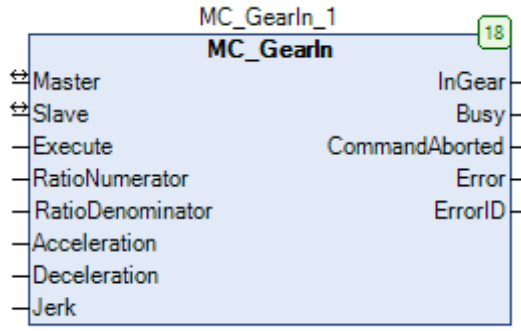 MC_GearIn_1
18
MC_GearIn
Master InGear
Slave Busy
Execute CommandAborted
RatioNumerator Error
RatioDenominator ErrorID
Acceleration
Deceleration
Jerk